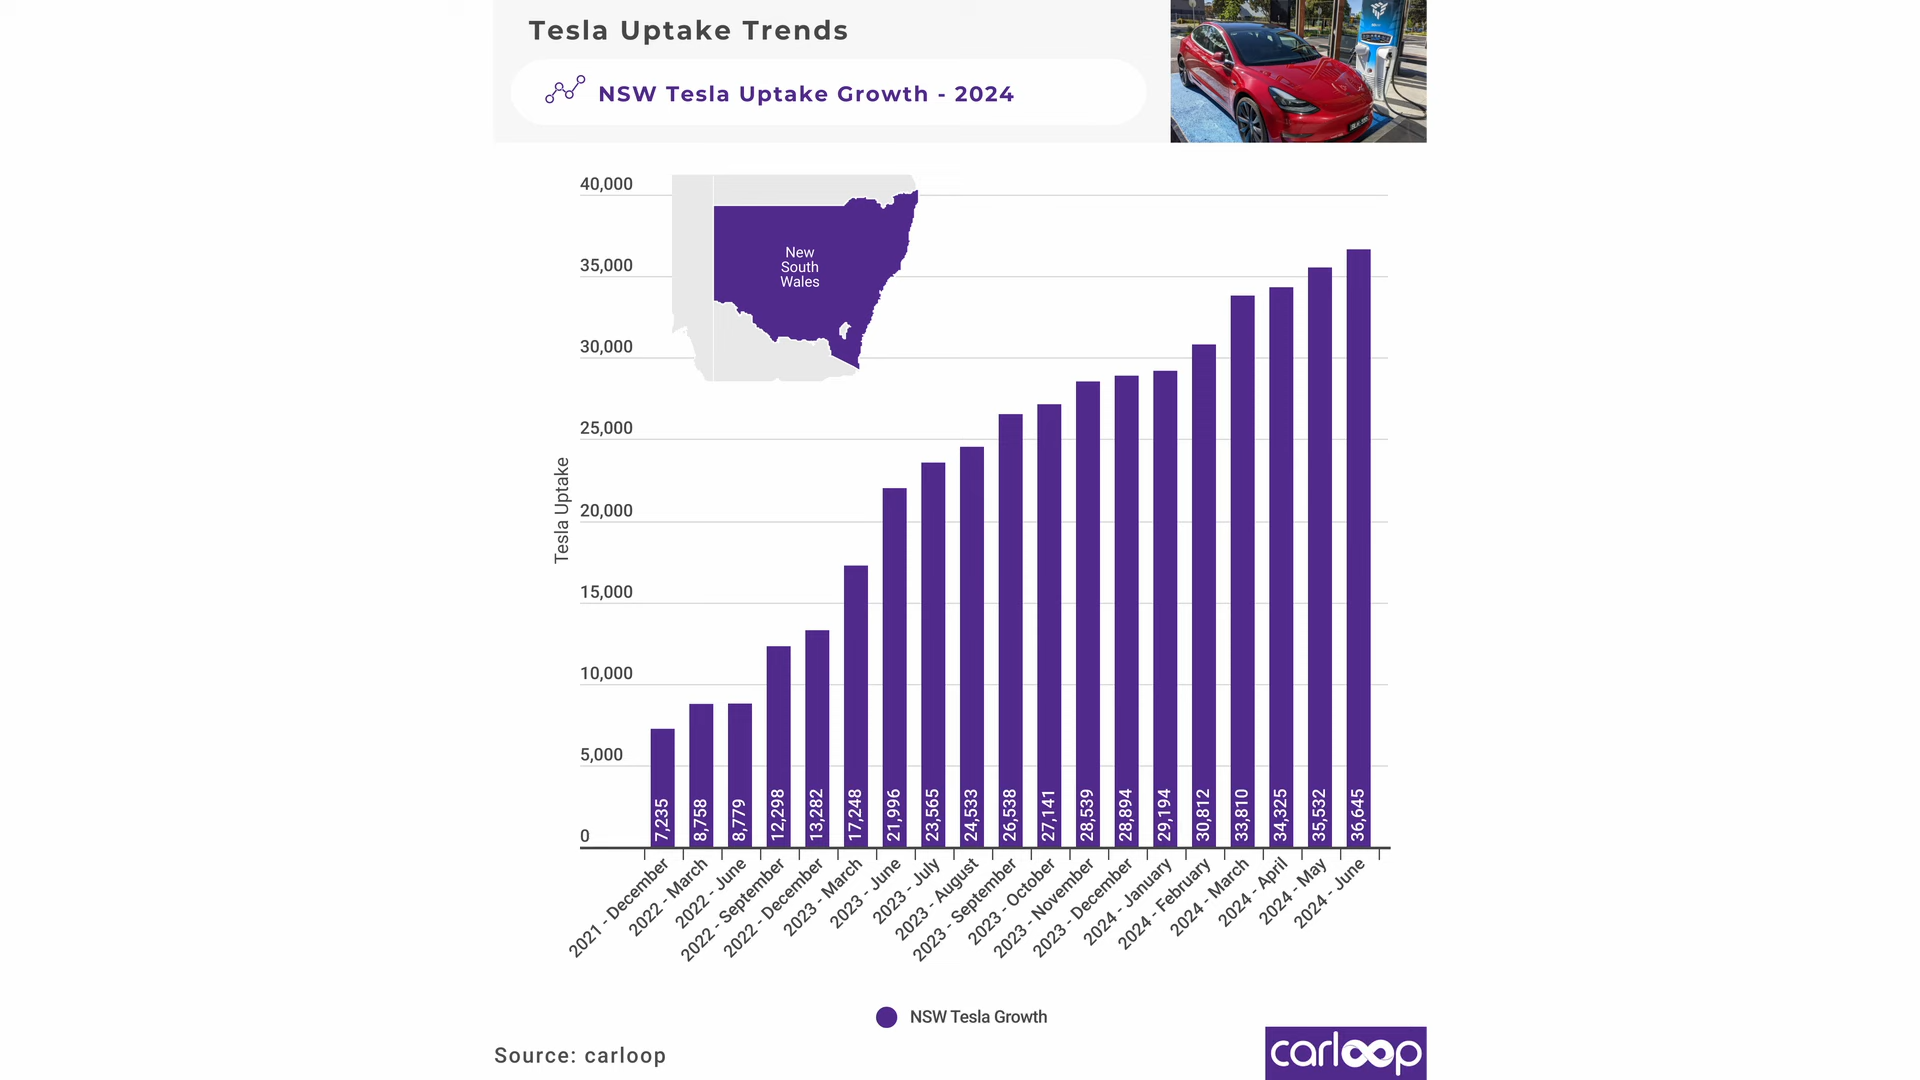 Tesla Uptake Trends
NSW Tesla Uptake Growth - 2024
40,000
35,000
30,000
25,000
20,000
15,000
10,000
5,000
0
Tesla Uptake
New
South
Wales
7,235
8,758
8,779
12,298
13,282
17,248
21,996
23,565
24,533
26,538
27,141
28,539
28,894
29,194
30,812
33,810
34,325
35,532
36,645
2021 - December
2022 - March
2022 - June
2022 - September
2022 - December
2023 - March
2023 - June
2023 - July
2023 - August
2023 - September
2023 - October
2023 - November
2023 - December
2024 - January
2024 - February
2024 - March
2024 - April
2024 - May
2024 - June
NSW Tesla Growth
Source: carloop
carloop